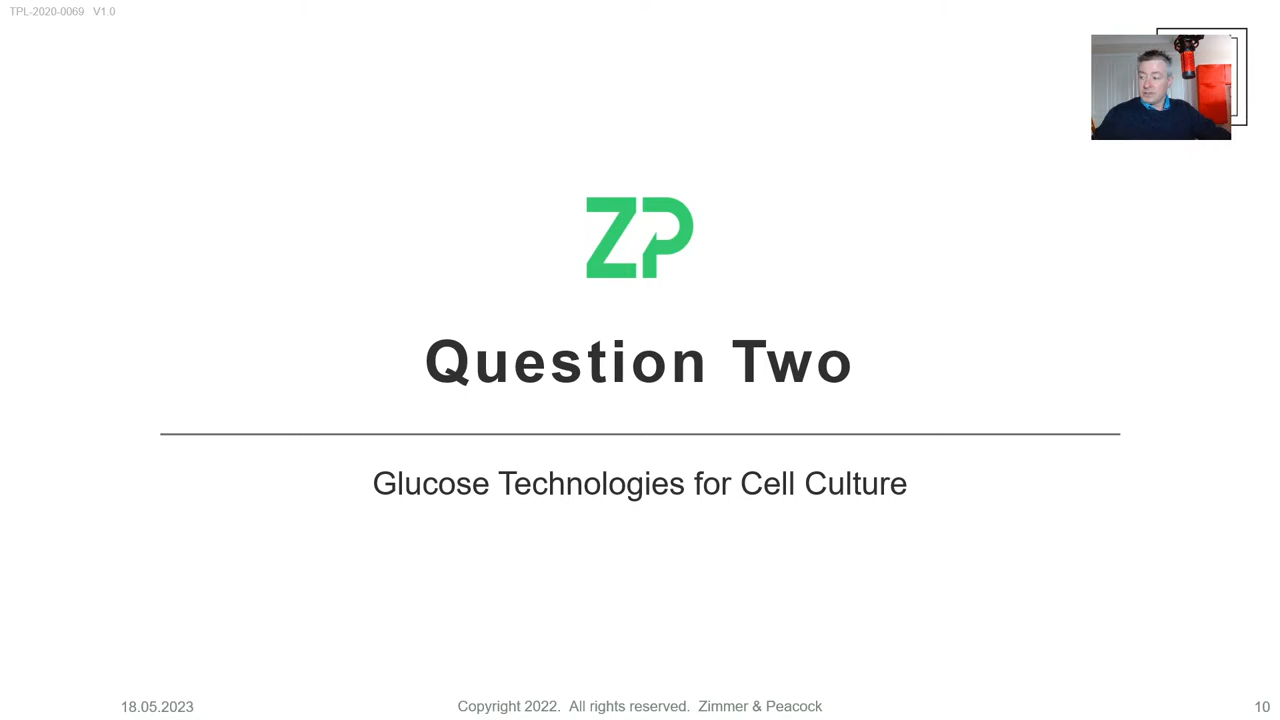 TPL-2020-0069 V1.0
ZP
Question Two
Glucose Technologies for Cell Culture
18.05.2023
Copyright 2022. All rights reserved. Zimmer & Peacock
10